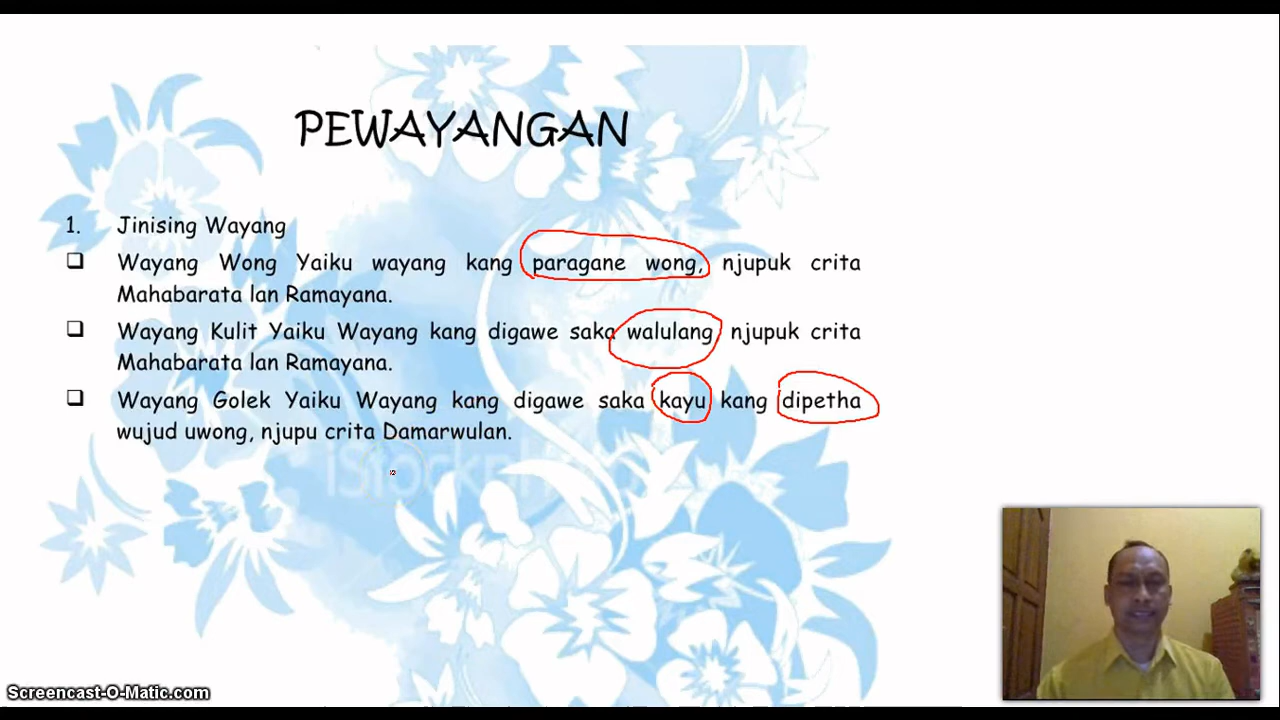 PEWAYANGAN
1. Jinising Wayang
❑ Wayang Wong Yaiku wayang kang paragane wong, njupuk crita
Mahabarata lan Ramayana.
❑ Wayang Kulit Yaiku Wayang kang digawe saka walulang njupuk crita
Mahabarata lan Ramayana.
❑ Wayang Golek Yaiku Wayang kang digawe saka kayu kang dipetha
wujud uwong, njupu crita Damarwulan.
Screencast-O-Matic.com